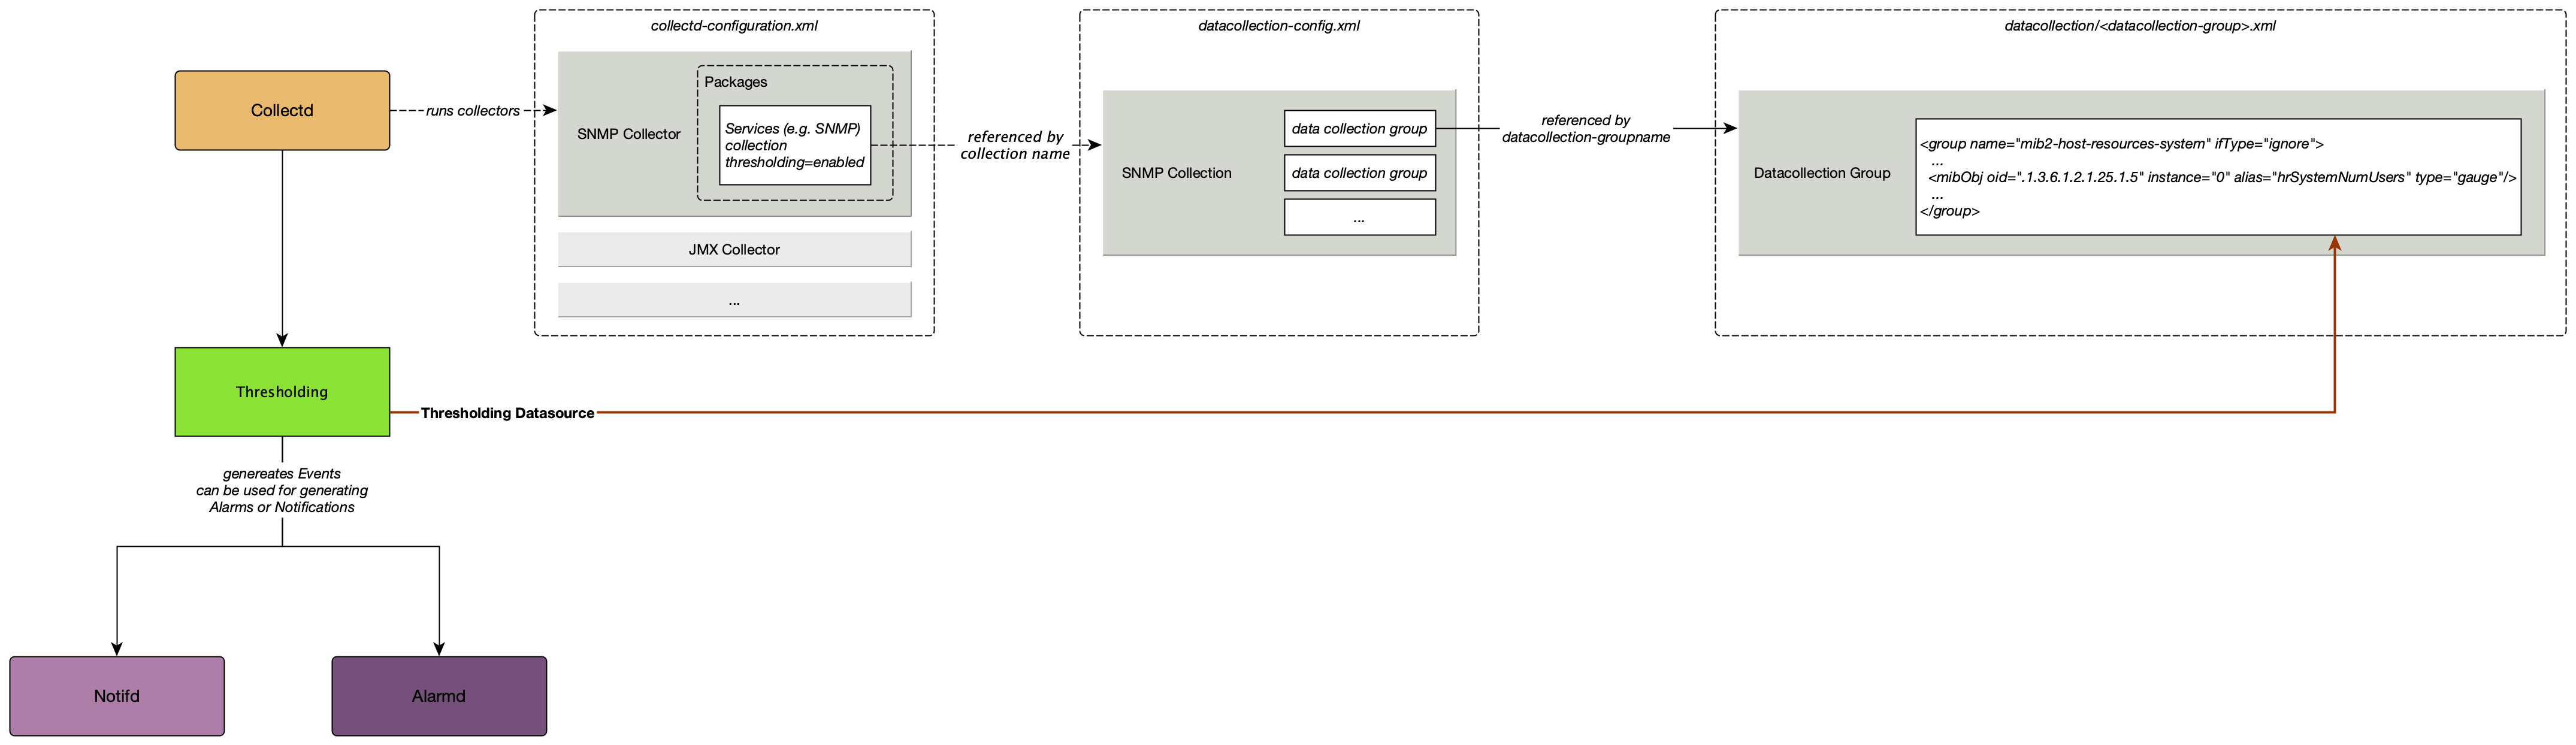 collectd-configuration.xml
datacollection-config.xml
datacollection/<datacollection-group>.xml
Collectd
runs collectors
SNMP Collector
Packages
Services (e.g. SNMP)
collection
thresholding=enabled
JMX Collector
...
referenced by
collection name
SNMP Collection
data collection group
data collection group
...
referenced by
datacollection-groupname
Datacollection Group
<group name="mib2-host-resources-system" ifType="ignore">
...
<mibObj oid=".1.3.6.1.2.1.25.1.5" instance="0" alias="hrSystemNumUsers" type="gauge"/>
...
</group>
Thresholding
Thresholding Datasource
genereates Events
can be used for generating
Alarms or Notifications
Notifd
Alarmd